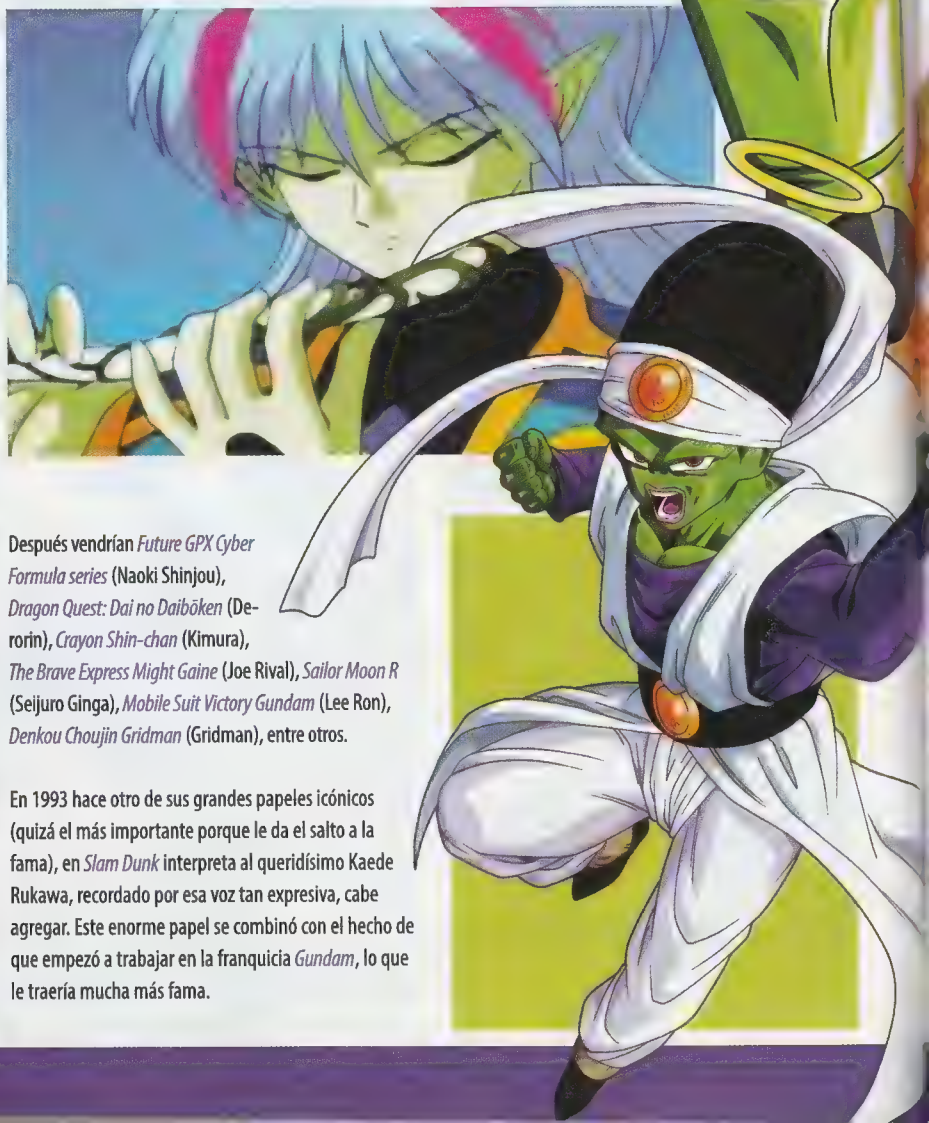 Después vendrían Future GPX Cyber
Formula series (Naoki Shinjou),
Dragon Quest: Dai no Daibōken (De-
rorin), Crayon Shin-chan (Kimura),
The Brave Express Might Gaine (Joe Rival), Sailor Moon R
(Seijuro Ginga), Mobile Suit Victory Gundam (Lee Ron),
Denkou Choujin Gridman (Gridman), entre otros.
En 1993 hace otro de sus grandes papeles icónicos
(quizá el más importante porque le da el salto a la
fama), en Slam Dunk interpreta al queridísimo Kaede
Rukawa, recordado por esa voz tan expresiva, cabe
agregar. Este enorme papel se combinó con el hecho de
que empezó a trabajar en la franquicia Gundam, lo que
le traería mucha más fama.